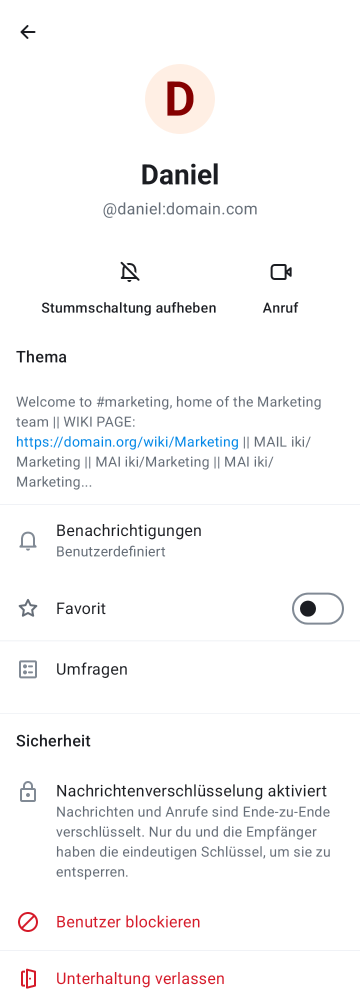 D
Daniel
@daniel:domain.com
Stummschaltung aufheben
Anruf
Thema
Welcome to #marketing, home of the Marketing
team || WIKI PAGE:
https://domain.org/wiki/Marketing || MAIL iki/
Marketing || MAI iki/Marketing || MAI iki/
Marketing...
Benachrichtigungen
Benutzerdefiniert
Favorit
Umfragen
Sicherheit
Nachrichtenverschlüsselung aktiviert
Nachrichten und Anrufe sind Ende-zu-Ende
verschlüsselt. Nur du und die Empfänger
haben die eindeutigen Schlüssel, um sie zu
entsperren.
Benutzer blockieren
Unterhaltung verlassen